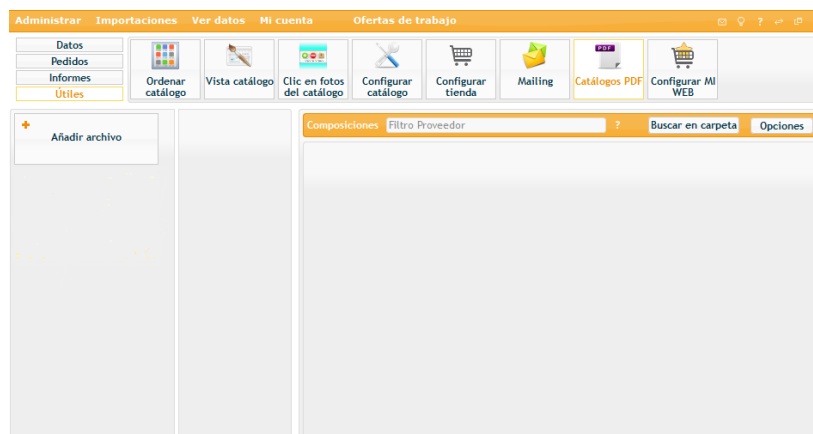 Administrar Importaciones Ver datos Mi cuenta Ofertas de trabajo ?
Datos
Pedidos
Informes
Útiles
Ordenar
catálogo
Vista catálogo
Clic en fotos
del catálogo
Configurar
catálogo
Configurar
tienda
Mailing
PDF
Catálogos PDF
Configurar MI
WEB
Añadir archivo
Composiciones Filtro Proveedor ? Buscar en carpeta Opciones